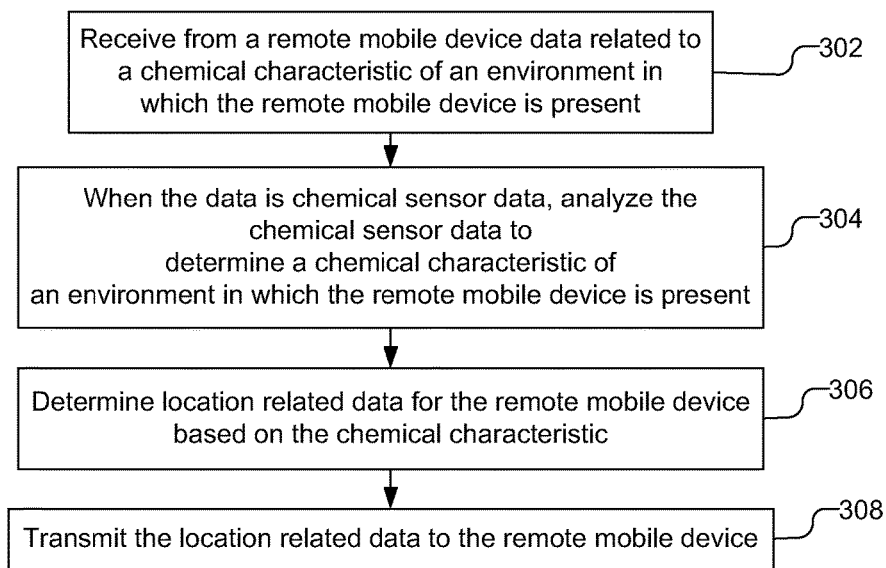 Receive from a remote mobile device data related to
a chemical characteristic of an environment in
which the remote mobile device is present
302
When the data is chemical sensor data, analyze the
chemical sensor data to
determine a chemical characteristic of
an environment in which the remote mobile device is present
304
Determine location related data for the remote mobile device
based on the chemical characteristic
306
Transmit the location related data to the remote mobile device
308